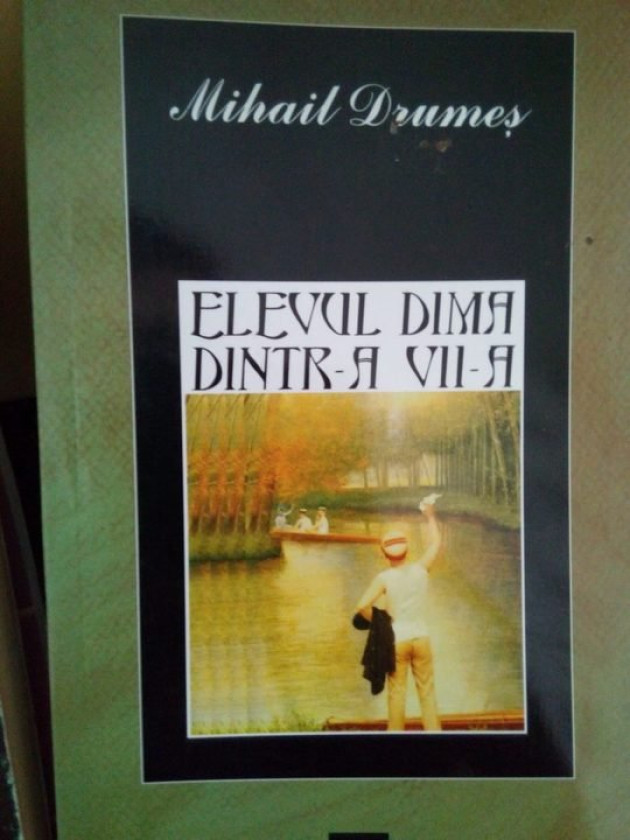 Mihail Drumeș
ELEVUL DIMA
DINTR-A VII-A